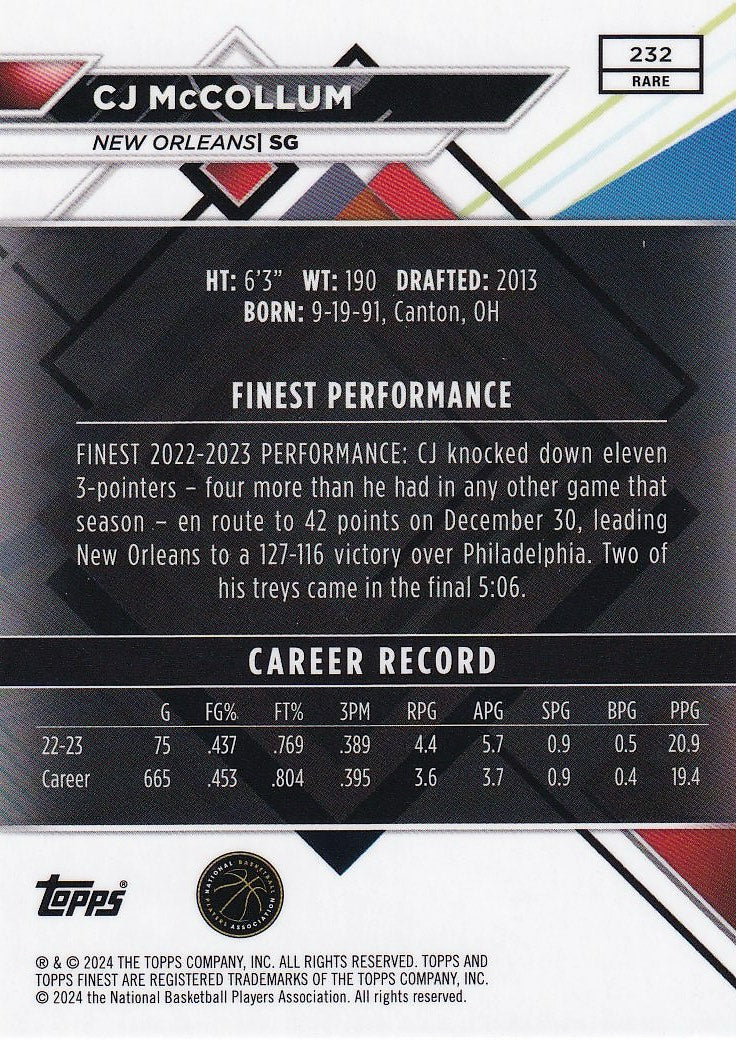 232
RARE
CJ McCOLLUM
NEW ORLEANS| SG
HT: 6'3" WT: 190 DRAFTED: 2013
BORN: 9-19-91, Canton, OH
FINEST PERFORMANCE
FINEST 2022-2023 PERFORMANCE: CJ knocked down eleven
3-pointers – four more than he had in any other game that
season – en route to 42 points on December 30, leading
New Orleans to a 127-116 victory over Philadelphia. Two of
his treys came in the final 5:06.
CAREER RECORD
G FG% FT% 3PM RPG APG SPG BPG PPG
22-23 75 .437 .769 .389 4.4 5.7 0.9 0.5 20.9
Career 665 .453 .804 .395 3.6 3.7 0.9 0.4 19.4
topps®
NATIONAL BASKETBALL PLAYERS ASSOCIATION
® & © 2024 THE TOPPS COMPANY, INC. ALL RIGHTS RESERVED. TOPPS AND
TOPPS FINEST ARE REGISTERED TRADEMARKS OF THE TOPPS COMPANY, INC.
© 2024 the National Basketball Players Association. All rights reserved.